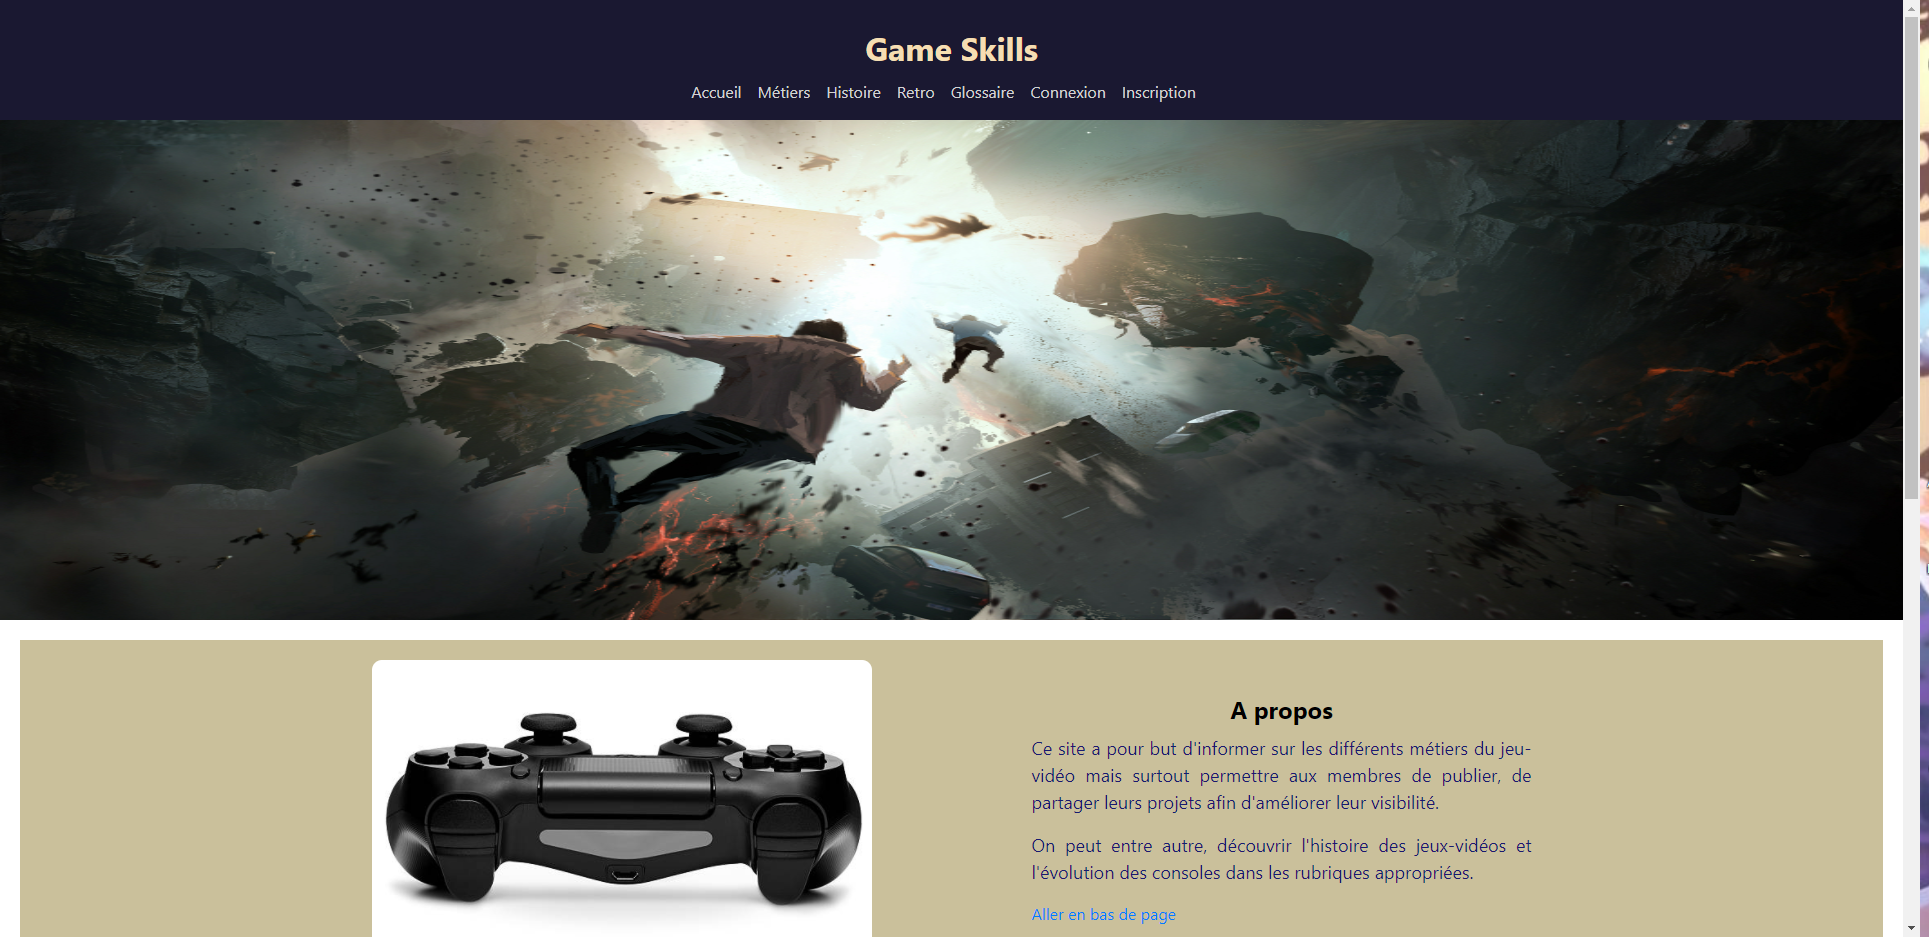 Game Skills
Accueil Métiers Histoire Retro Glossaire Connexion Inscription
A propos
Ce site a pour but d'informer sur les différents métiers du jeu-
vidéo mais surtout permettre aux membres de publier, de
partager leurs projets afin d'améliorer leur visibilité.
On peut entre autre, découvrir l'histoire des jeux-vidéos et
l'évolution des consoles dans les rubriques appropriées.
Aller en bas de page